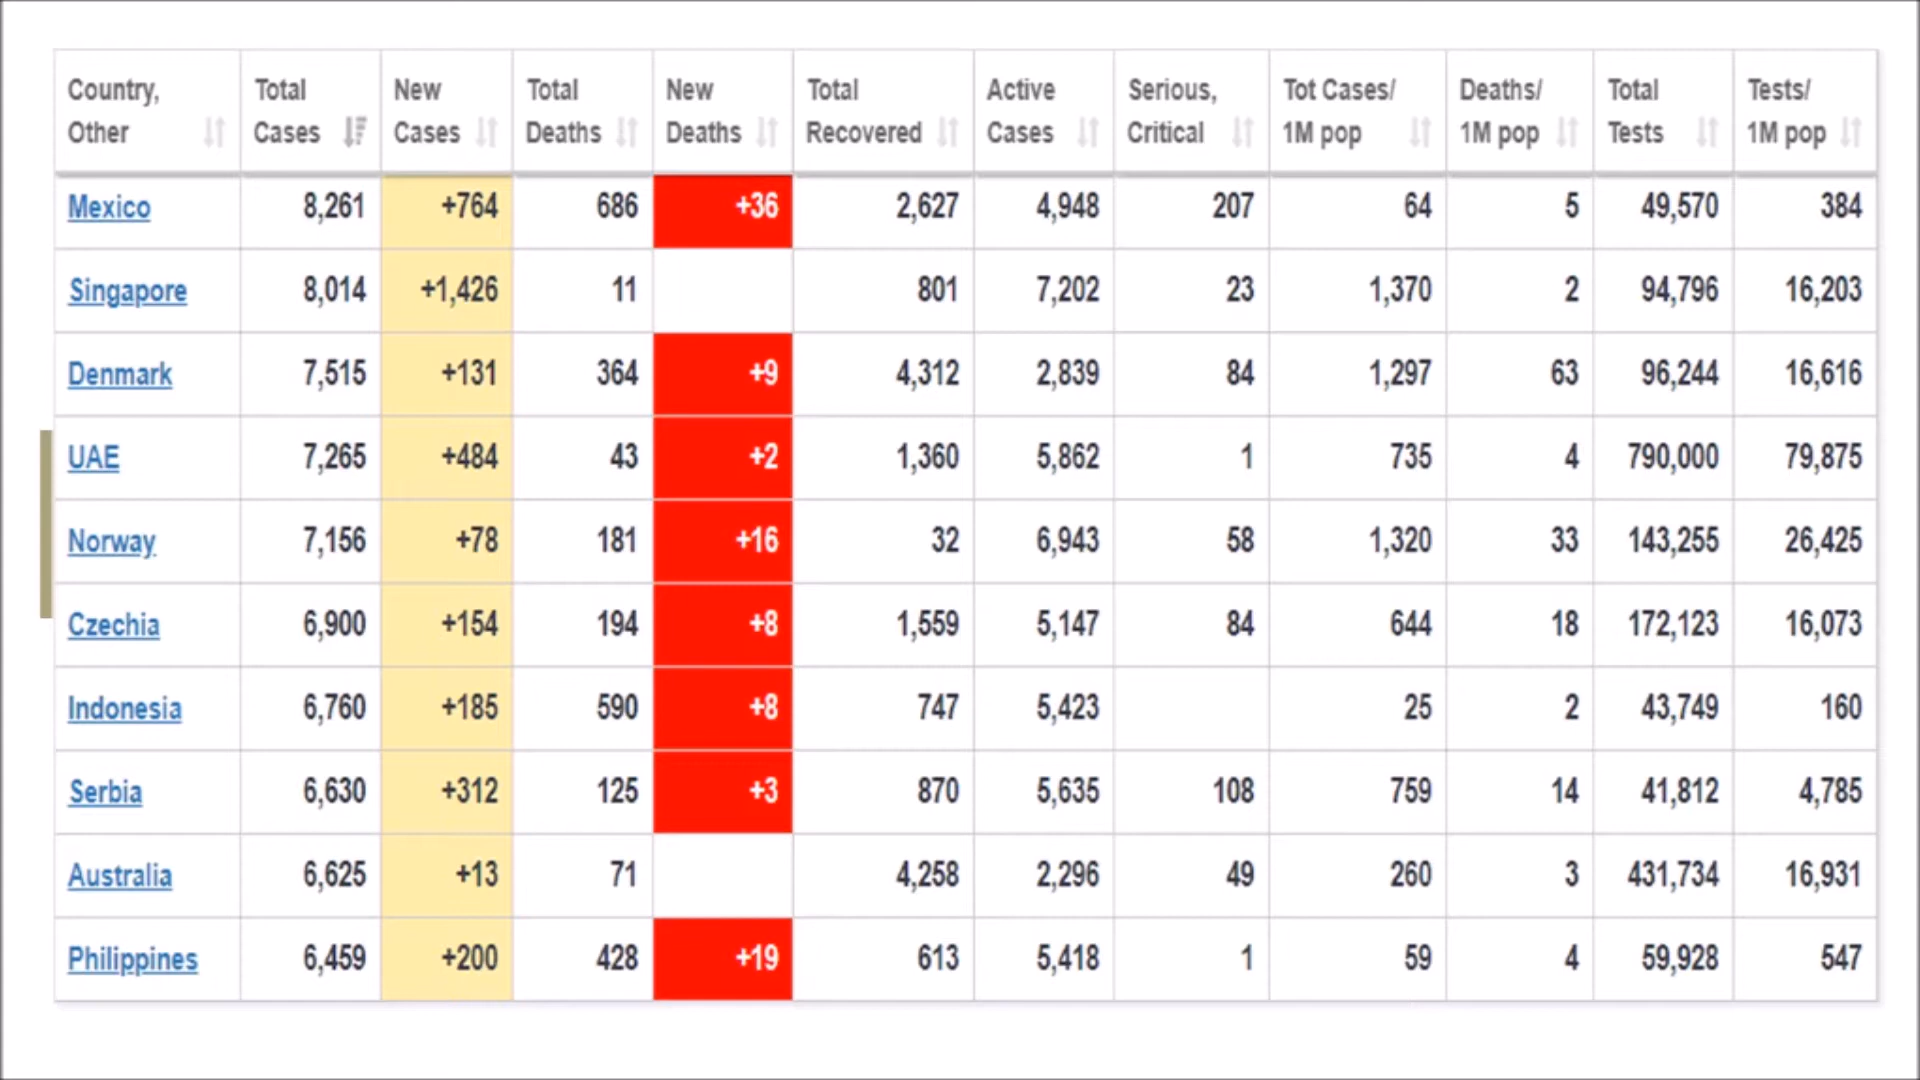 Country, Other Total Cases New Cases Total Deaths New Deaths Total Recovered Active Cases Serious, Critical Tot Cases/ 1M pop Deaths/ 1M pop Total Tests Tests/ 1M pop
Mexico 8,261 +764 686 +36 2,627 4,948 207 64 5 49,570 384
Singapore 8,014 +1,426 11 801 7,202 23 1,370 2 94,796 16,203
Denmark 7,515 +131 364 +9 4,312 2,839 84 1,297 63 96,244 16,616
UAE 7,265 +484 43 +2 1,360 5,862 1 735 4 790,000 79,875
Norway 7,156 +78 181 +16 32 6,943 58 1,320 33 143,255 26,425
Czechia 6,900 +154 194 +8 1,559 5,147 84 644 18 172,123 16,073
Indonesia 6,760 +185 590 +8 747 5,423 25 2 43,749 160
Serbia 6,630 +312 125 +3 870 5,635 108 759 14 41,812 4,785
Australia 6,625 +13 71 4,258 2,296 49 260 3 431,734 16,931
Philippines 6,459 +200 428 +19 613 5,418 1 59 4 59,928 547